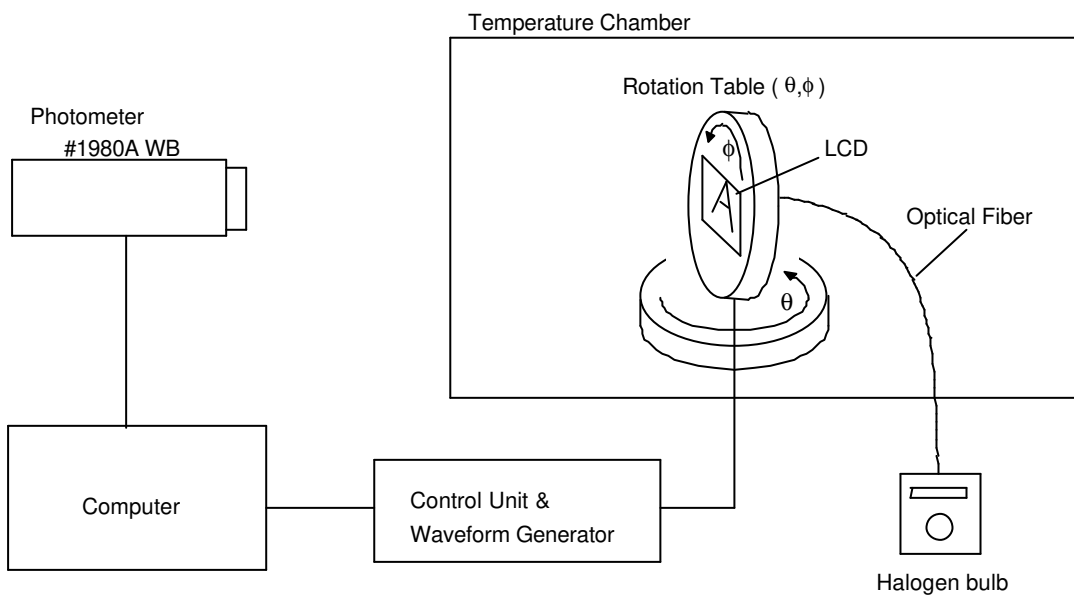 Temperature Chamber
Rotation Table ( θ,ϕ )
Photometer
#1980A WB
ϕ
LCD
A
Optical Fiber
θ
Computer
Control Unit &
Waveform Generator
Halogen bulb